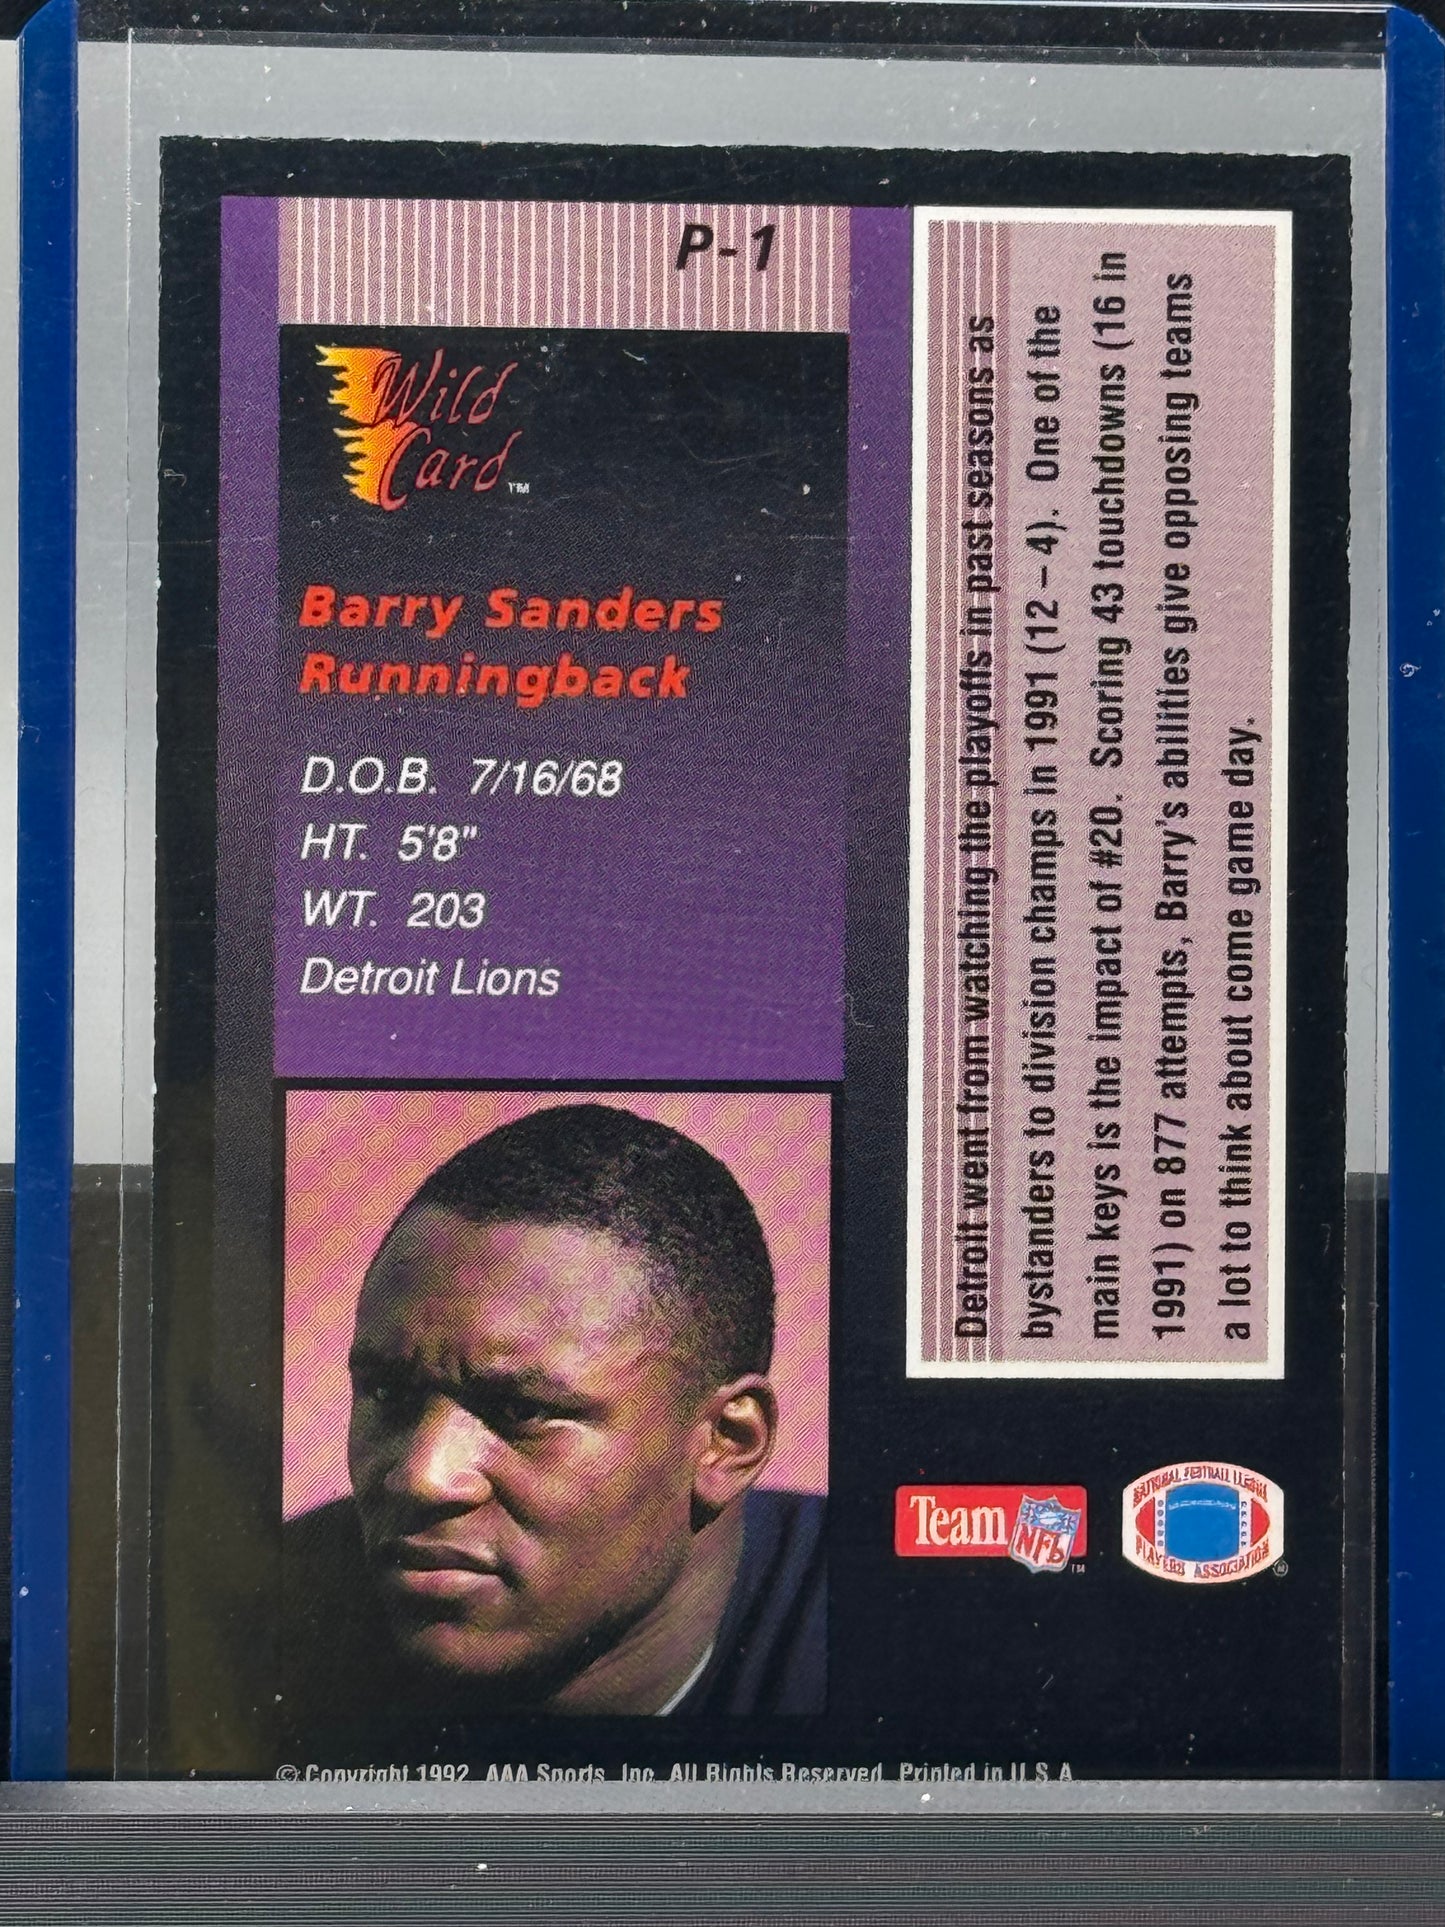 P-1
Wild
Card
TM
Barry Sanders
Runningback
D.O.B. 7/16/68
HT. 5'8"
WT. 203
Detroit Lions
Detroit went from watching the playoffs in past seasons as
bystanders to division champs in 1991 (12 – 4). One of the
main keys is the impact of #20. Scoring 43 touchdowns (16 in
1991) on 877 attempts, Barry's abilities give opposing teams
a lot to think about come game day.
Team NFL
TM
NATIONAL FOOTBALL LEAGUE
PLAYERS ASSOCIATION
®
© Copyright 1992 AAA Sports, Inc. All Rights Reserved. Printed in U.S.A.